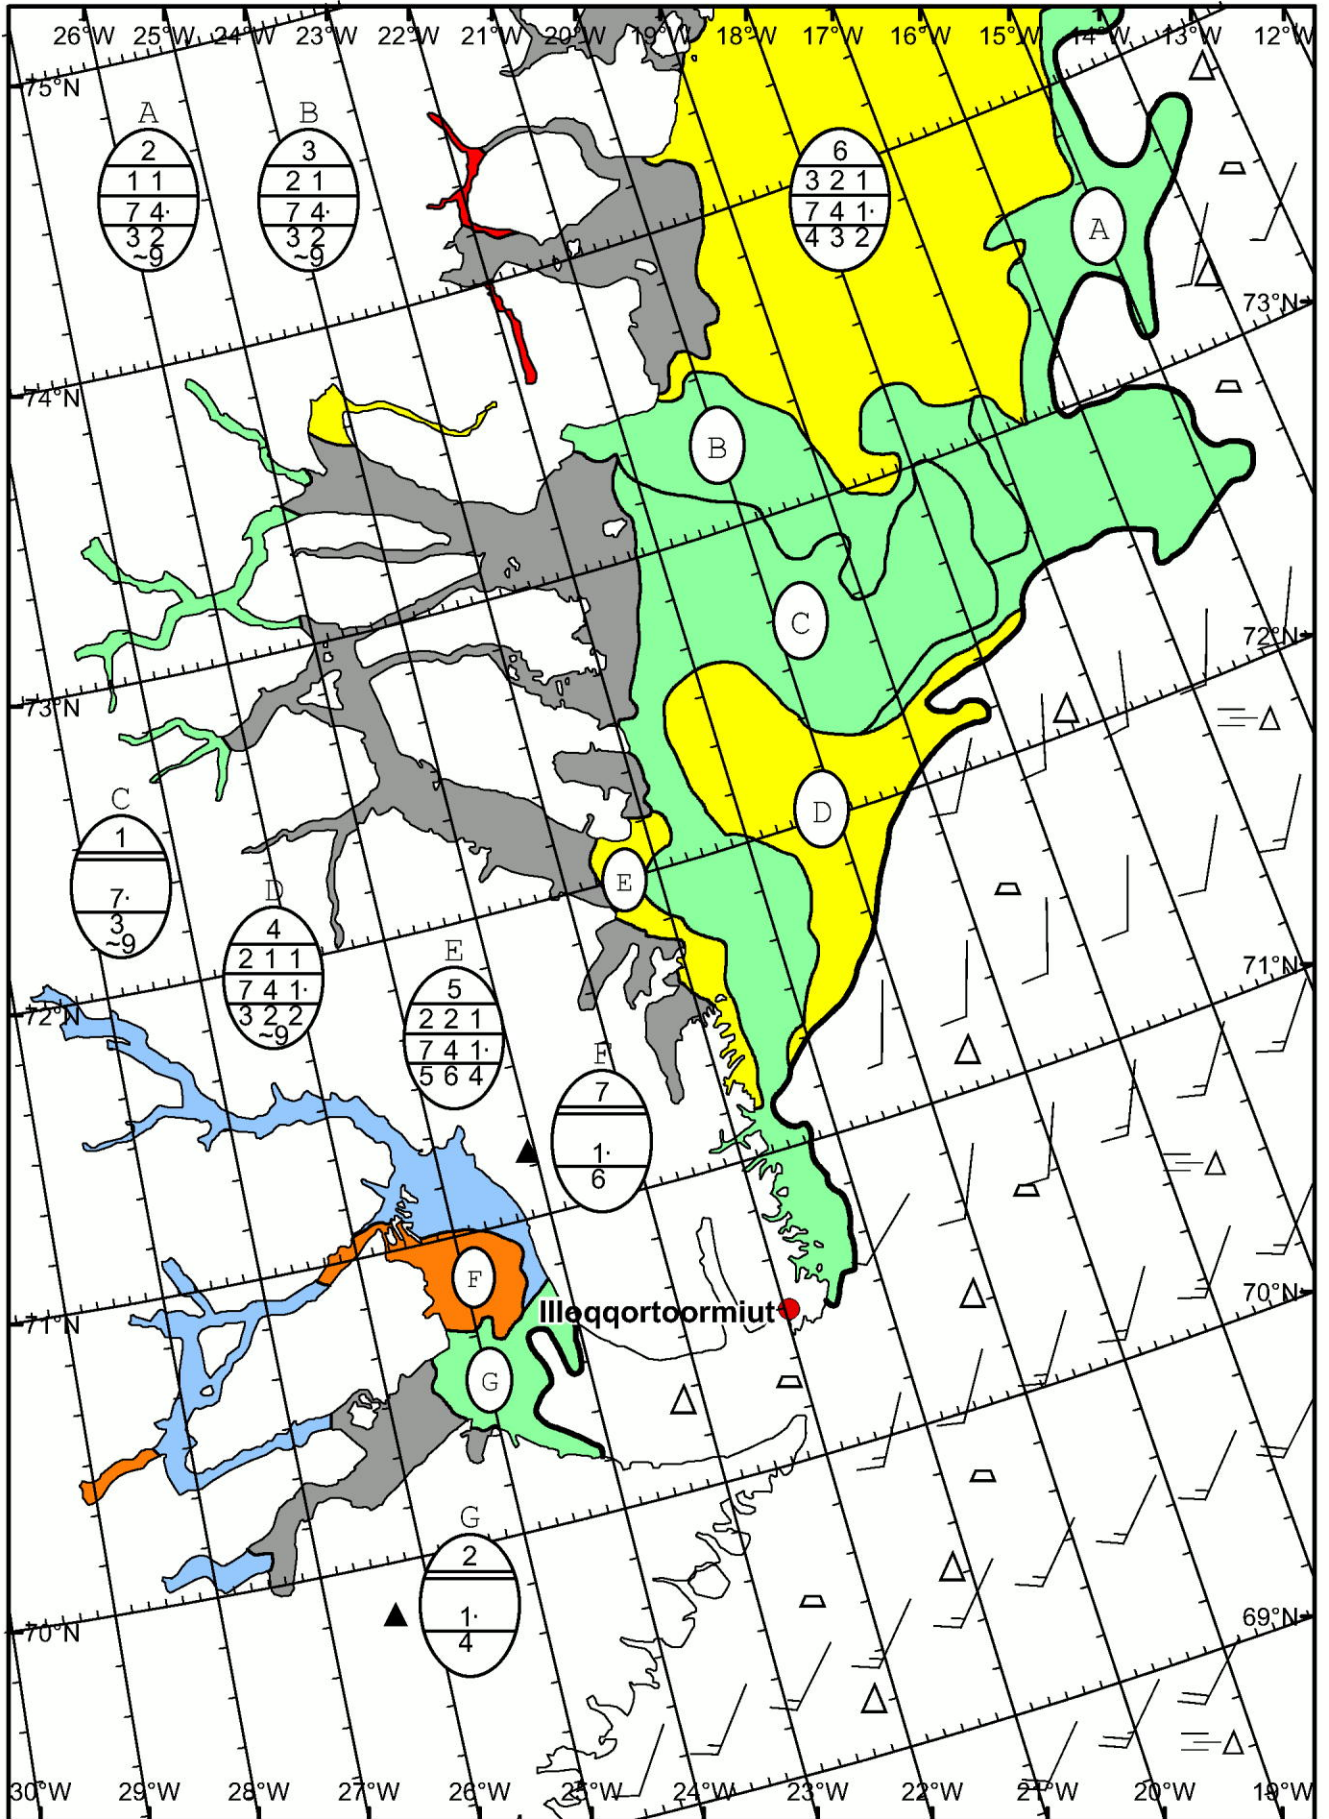 26°W 25°W 24°W 23°W 22°W 21°W 20°W 19°W 18°W 17°W 16°W 15°W 14°W 13°W 12°W
75°N
A
2
1 1
7 4·
3 2
~9
B
3
2 1
7 4·
3 2
~9
6
3 2 1
7 4 1·
4 3 2
A
73°N
74°N
B
C
72°N
73°N
C
1
7·
3
~9
D
E
D
4
2 1 1
7 4 1·
3 2 2
~9
E
5
2 2 1
7 4 1·
5 6 4
71°N
72°N
F
7
1·
6
F
70°N
Illoqqortoormiut
71°N
G
G
2
1·
4
70°N
69°N
30°W 29°W 28°W 27°W 26°W 25°W 24°W 23°W 22°W 21°W 20°W 19°W